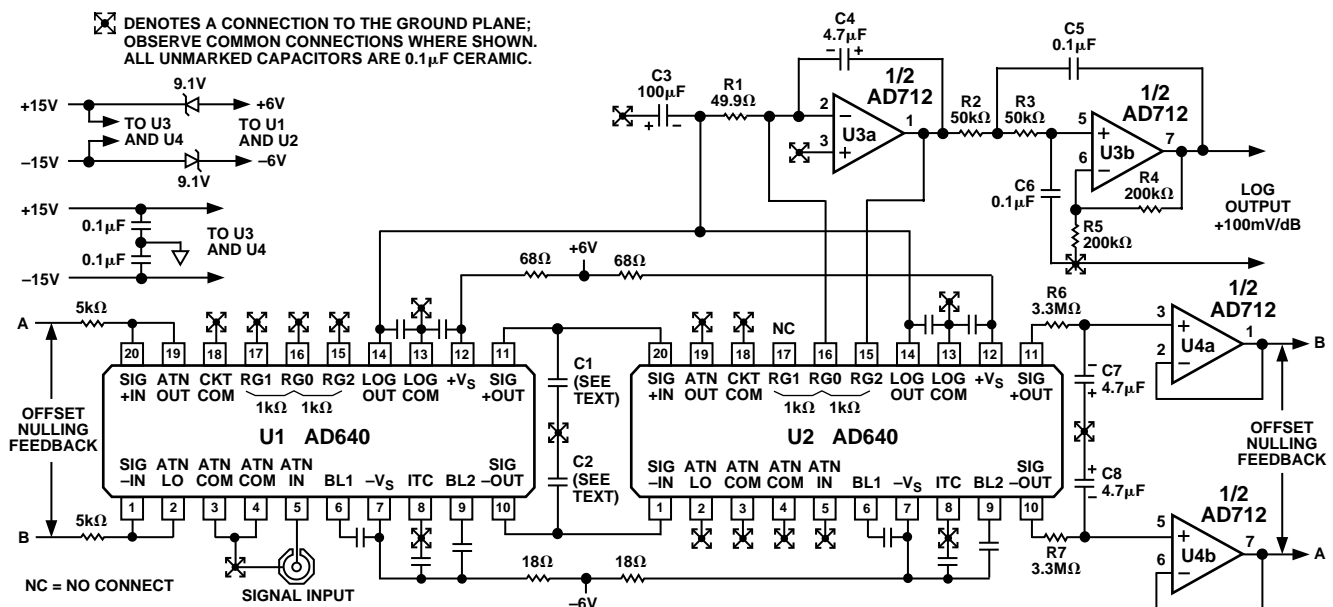 DENOTES A CONNECTION TO THE GROUND PLANE;
OBSERVE COMMON CONNECTIONS WHERE SHOWN.
ALL UNMARKED CAPACITORS ARE 0.1µF CERAMIC.
9.1V
+15V
+6V
TO U3
AND U4
TO U1
AND U2
–15V
–6V
9.1V
+15V
0.1µF
0.1µF
TO U3
AND U4
–15V
C3
100µF
R1
49.9Ω
C4
4.7µF
1/2
AD712
2
3
1
U3a
R2
50kΩ
R3
50kΩ
C5
0.1µF
1/2
AD712
5
6
7
U3b
C6
0.1µF
R4
200kΩ
R5
200kΩ
LOG
OUTPUT
+100mV/dB
68Ω
+6V
68Ω
A
5kΩ
20 19 18 17 16 15 14 13 12 11
SIG
+IN
ATN
OUT
CKT
COM
RG1 RG0 RG2
1kΩ 1kΩ
LOG
OUT
LOG
COM
+VS
SIG
+OUT
U1 AD640
SIG
–IN
ATN
LO
ATN
COM
ATN
COM
ATN
IN
BL1
–VS
ITC
BL2
SIG
–OUT
1 2 3 4 5 6 7 8 9 10
OFFSET
NULLING
FEEDBACK
5kΩ
B
NC = NO CONNECT
SIGNAL INPUT
C1
(SEE
TEXT)
C2
(SEE
TEXT)
18Ω
–6V
18Ω
NC
20 19 18 17 16 15 14 13 12 11
SIG
+IN
ATN
OUT
CKT
COM
RG1 RG0 RG2
1kΩ 1kΩ
LOG
OUT
LOG
COM
+VS
SIG
+OUT
U2 AD640
SIG
–IN
ATN
LO
ATN
COM
ATN
COM
ATN
IN
BL1
–VS
ITC
BL2
SIG
–OUT
1 2 3 4 5 6 7 8 9 10
R6
3.3MΩ
1/2
AD712
3
2
1
U4a
B
C7
4.7µF
C8
4.7µF
OFFSET
NULLING
FEEDBACK
R7
3.3MΩ
1/2
AD712
5
6
7
U4b
A